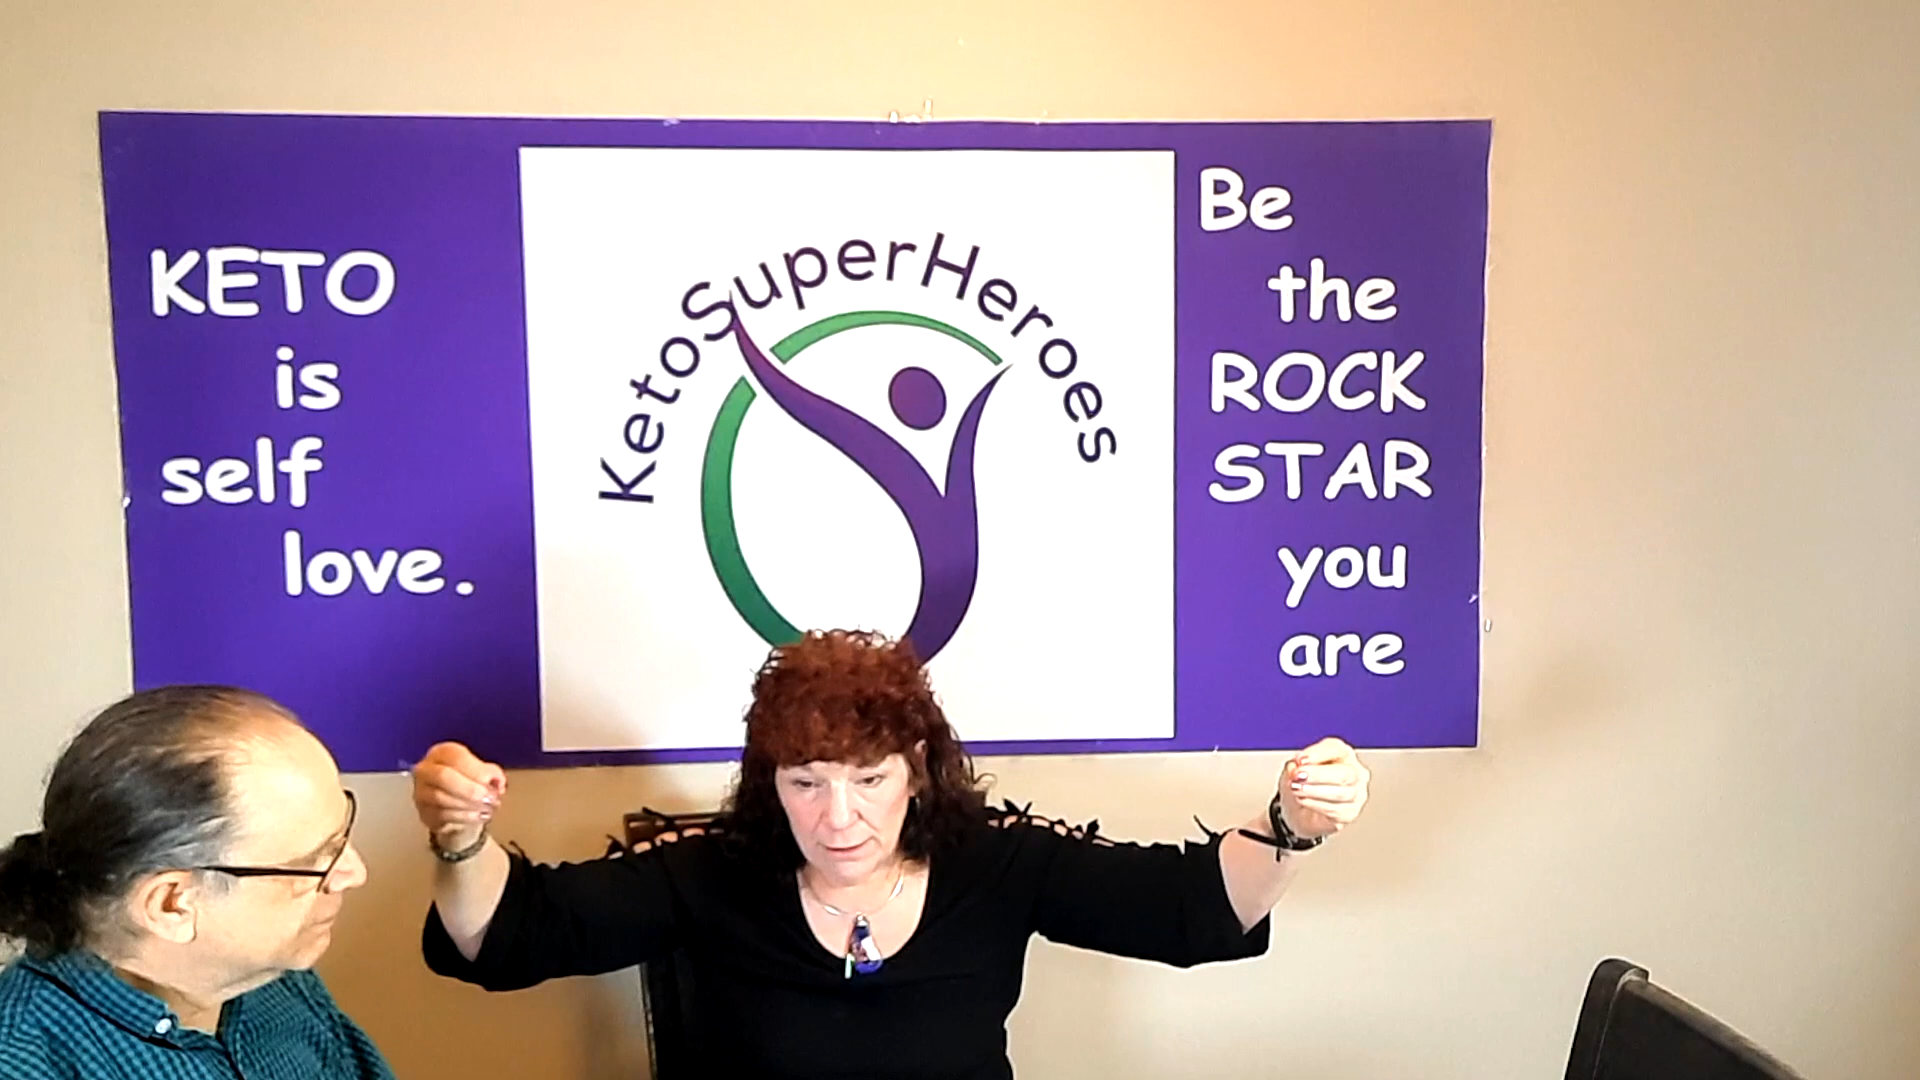 KETO
is
self
love.
KetoSuperHeroes
Be
the
ROCK
STAR
you
are